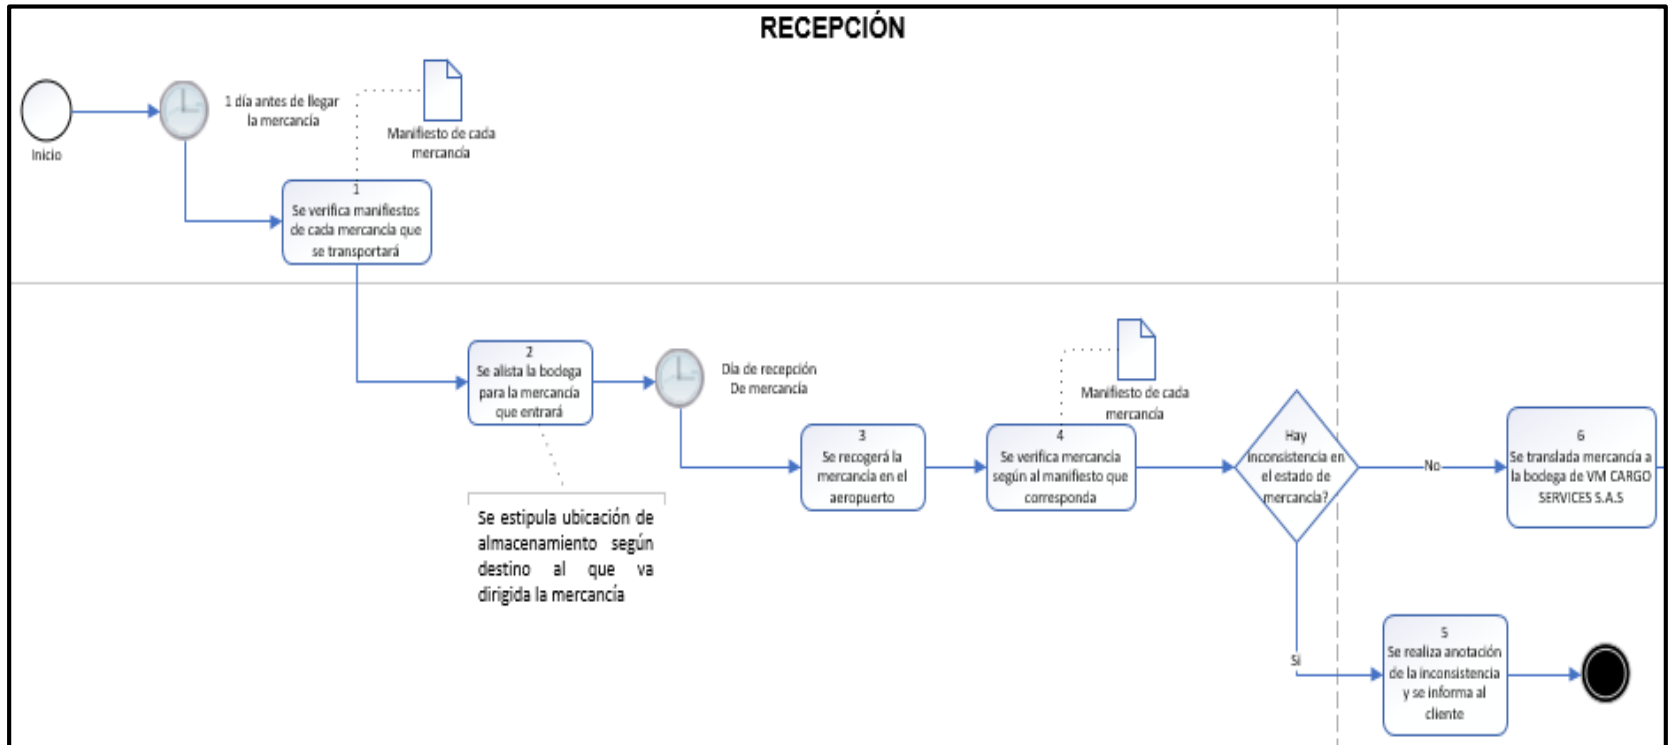 RECEPCIÓN
Inicio
1 día antes de llegar
la mercancía
Manifiesto de cada
mercancía
1
Se verifica manifiestos
de cada mercancía que
se transportará
2
Se alista la bodega
para la mercancía
que entrará
Se estipula ubicación de
almacenamiento según
destino al que va
dirigida la mercancía
Día de recepción
De mercancía
3
Se recogerá la
mercancía en el
aeropuerto
Manifiesto de cada
mercancía
4
Se verifica mercancía
según al manifiesto que
corresponda
Hay
inconsistencia en
el estado de
mercancía?
No
6
Se translada mercancía a
la bodega de VM CARGO
SERVICES S.A.S
Si
5
Se realiza anotación
de la inconsistencia
y se informa al
cliente